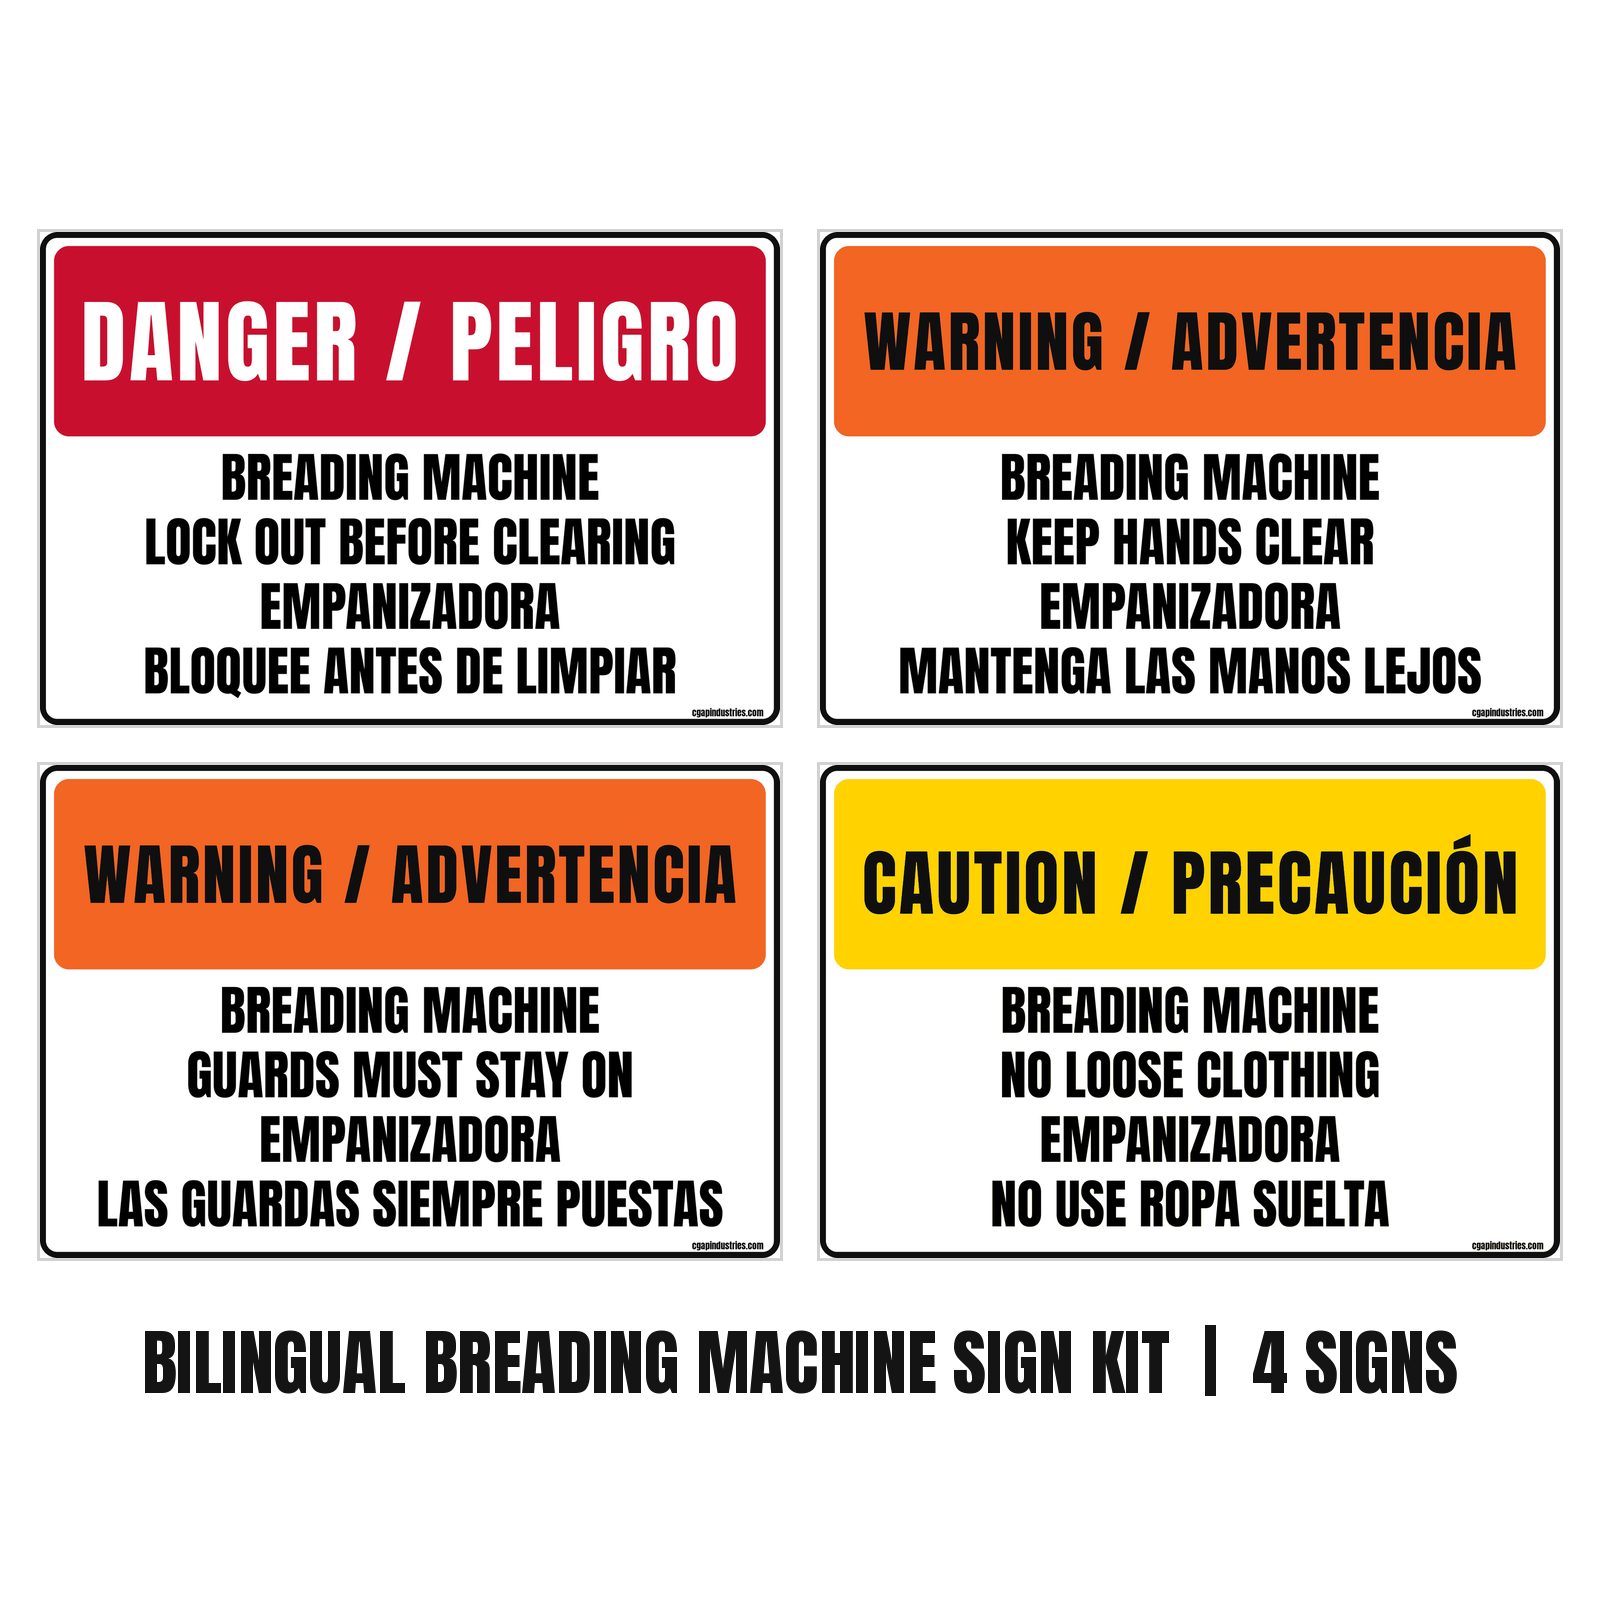 DANGER / PELIGRO
BREADING MACHINE
LOCK OUT BEFORE CLEARING
EMPANIZADORA
BLOQUEE ANTES DE LIMPIAR
cgapindustries.com
WARNING / ADVERTENCIA
BREADING MACHINE
KEEP HANDS CLEAR
EMPANIZADORA
MANTENGA LAS MANOS LEJOS
cgapindustries.com
WARNING / ADVERTENCIA
BREADING MACHINE
GUARDS MUST STAY ON
EMPANIZADORA
LAS GUARDAS SIEMPRE PUESTAS
cgapindustries.com
CAUTION / PRECAUCIÓN
BREADING MACHINE
NO LOOSE CLOTHING
EMPANIZADORA
NO USE ROPA SUELTA
cgapindustries.com
BILINGUAL BREADING MACHINE SIGN KIT | 4 SIGNS